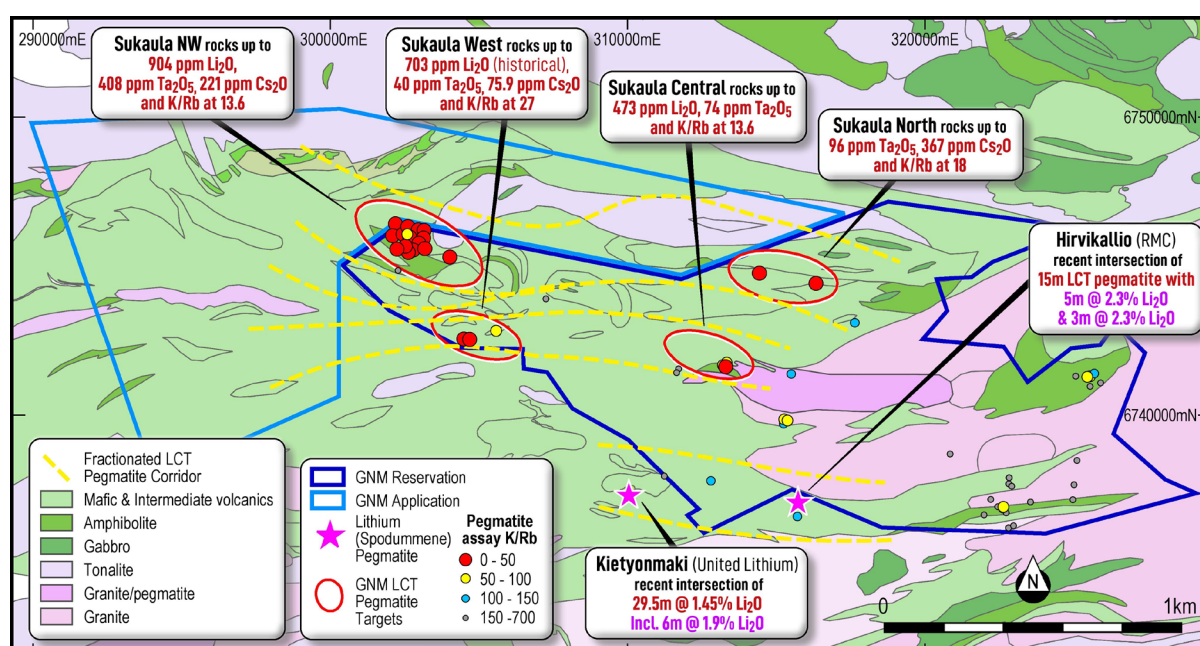 290000mE
300000mE
310000mE
320000mE
Sukaula NW rocks up to
904 ppm Li₂O,
408 ppm Ta₂O₅, 221 ppm Cs₂O
and K/Rb at 13.6
Sukaula West rocks up to
703 ppm Li₂O (historical),
40 ppm Ta₂O₅, 75.9 ppm Cs₂O
and K/Rb at 27
Sukaula Central rocks up to
473 ppm Li₂O, 74 ppm Ta₂O₅
and K/Rb at 13.6
Sukaula North rocks up to
96 ppm Ta₂O₅, 367 ppm Cs₂O
and K/Rb at 18
6750000mN
Hirvikallio (RMC)
recent intersection of
15m LCT pegmatite with
5m @ 2.3% Li₂O
& 3m @ 2.3% Li₂O
6740000mN
Fractionated LCT
Pegmatite Corridor
Mafic & Intermediate volcanics
Amphibolite
Gabbro
Tonalite
Granite/pegmatite
Granite
GNM Reservation
GNM Application
Lithium
(Spodummene)
Pegmatite
GNM LCT
Pegmatite
Targets
Pegmatite
assay K/Rb
0 - 50
50 - 100
100 - 150
150 -700
Kietyonmaki (United Lithium)
recent intersection of
29.5m @ 1.45% Li₂O
Incl. 6m @ 1.9% Li₂O
N
0
1km